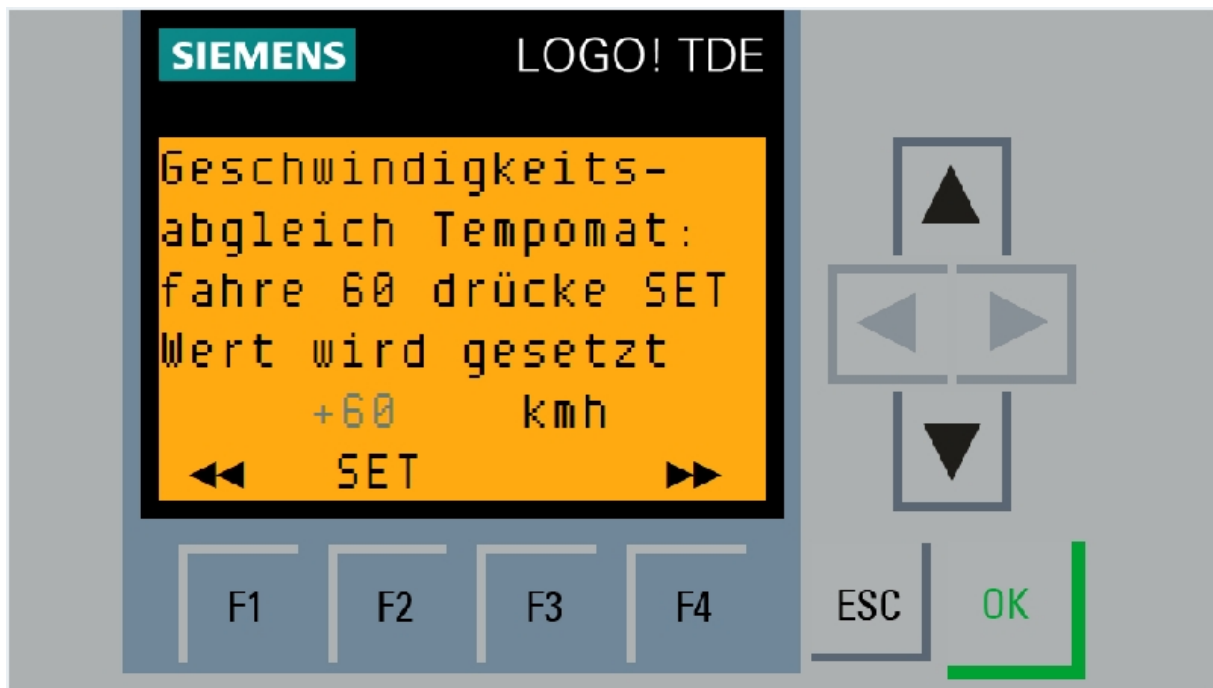 SIEMENS LOGO! TDE
Geschwindigkeits-
abgleich Tempomat:
fahre 60 drücke SET
Wert wird gesetzt
+60 kmh
◀◀ SET ▶▶
F1 F2 F3 F4 ESC OK